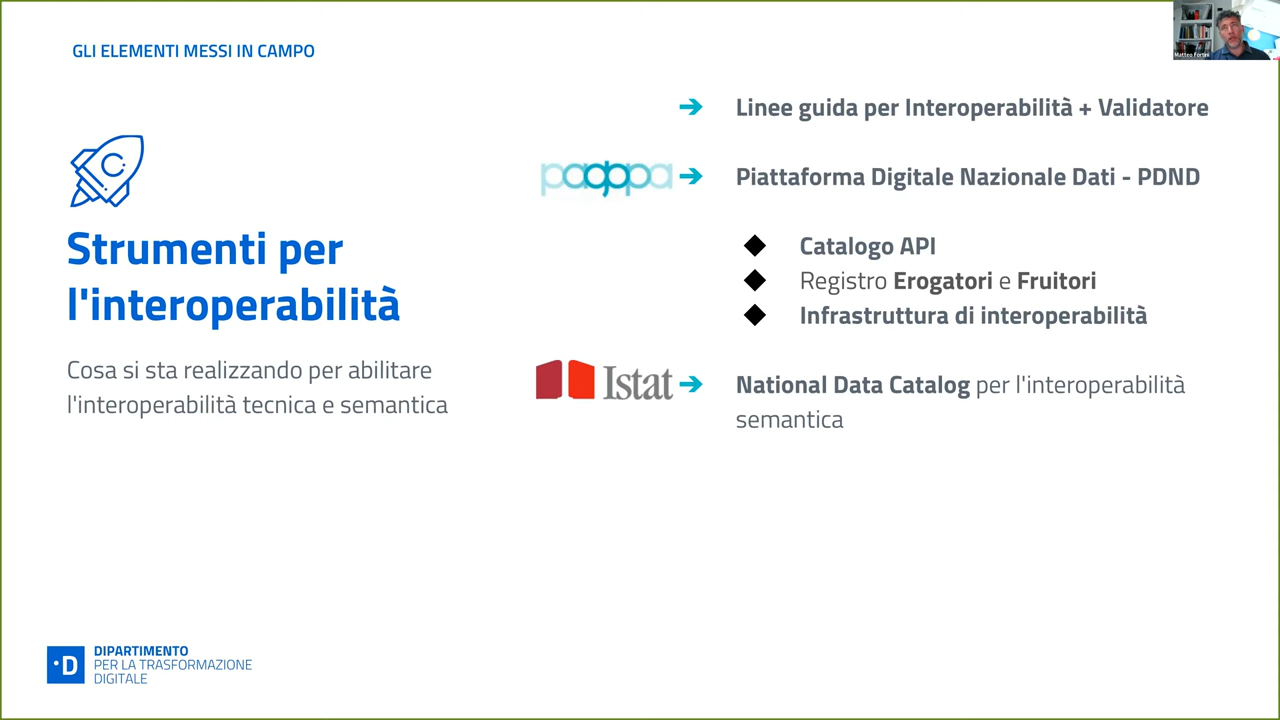 GLI ELEMENTI MESSI IN CAMPO
Matteo Fortini
Strumenti per
l'interoperabilità
Cosa si sta realizzando per abilitare
l'interoperabilità tecnica e semantica
➔ Linee guida per Interoperabilità + Validatore
pagopa ➔ Piattaforma Digitale Nazionale Dati - PDND
◆ Catalogo API
◆ Registro Erogatori e Fruitori
◆ Infrastruttura di interoperabilità
Istat ➔ National Data Catalog per l'interoperabilità
semantica
D DIPARTIMENTO
PER LA TRASFORMAZIONE
DIGITALE